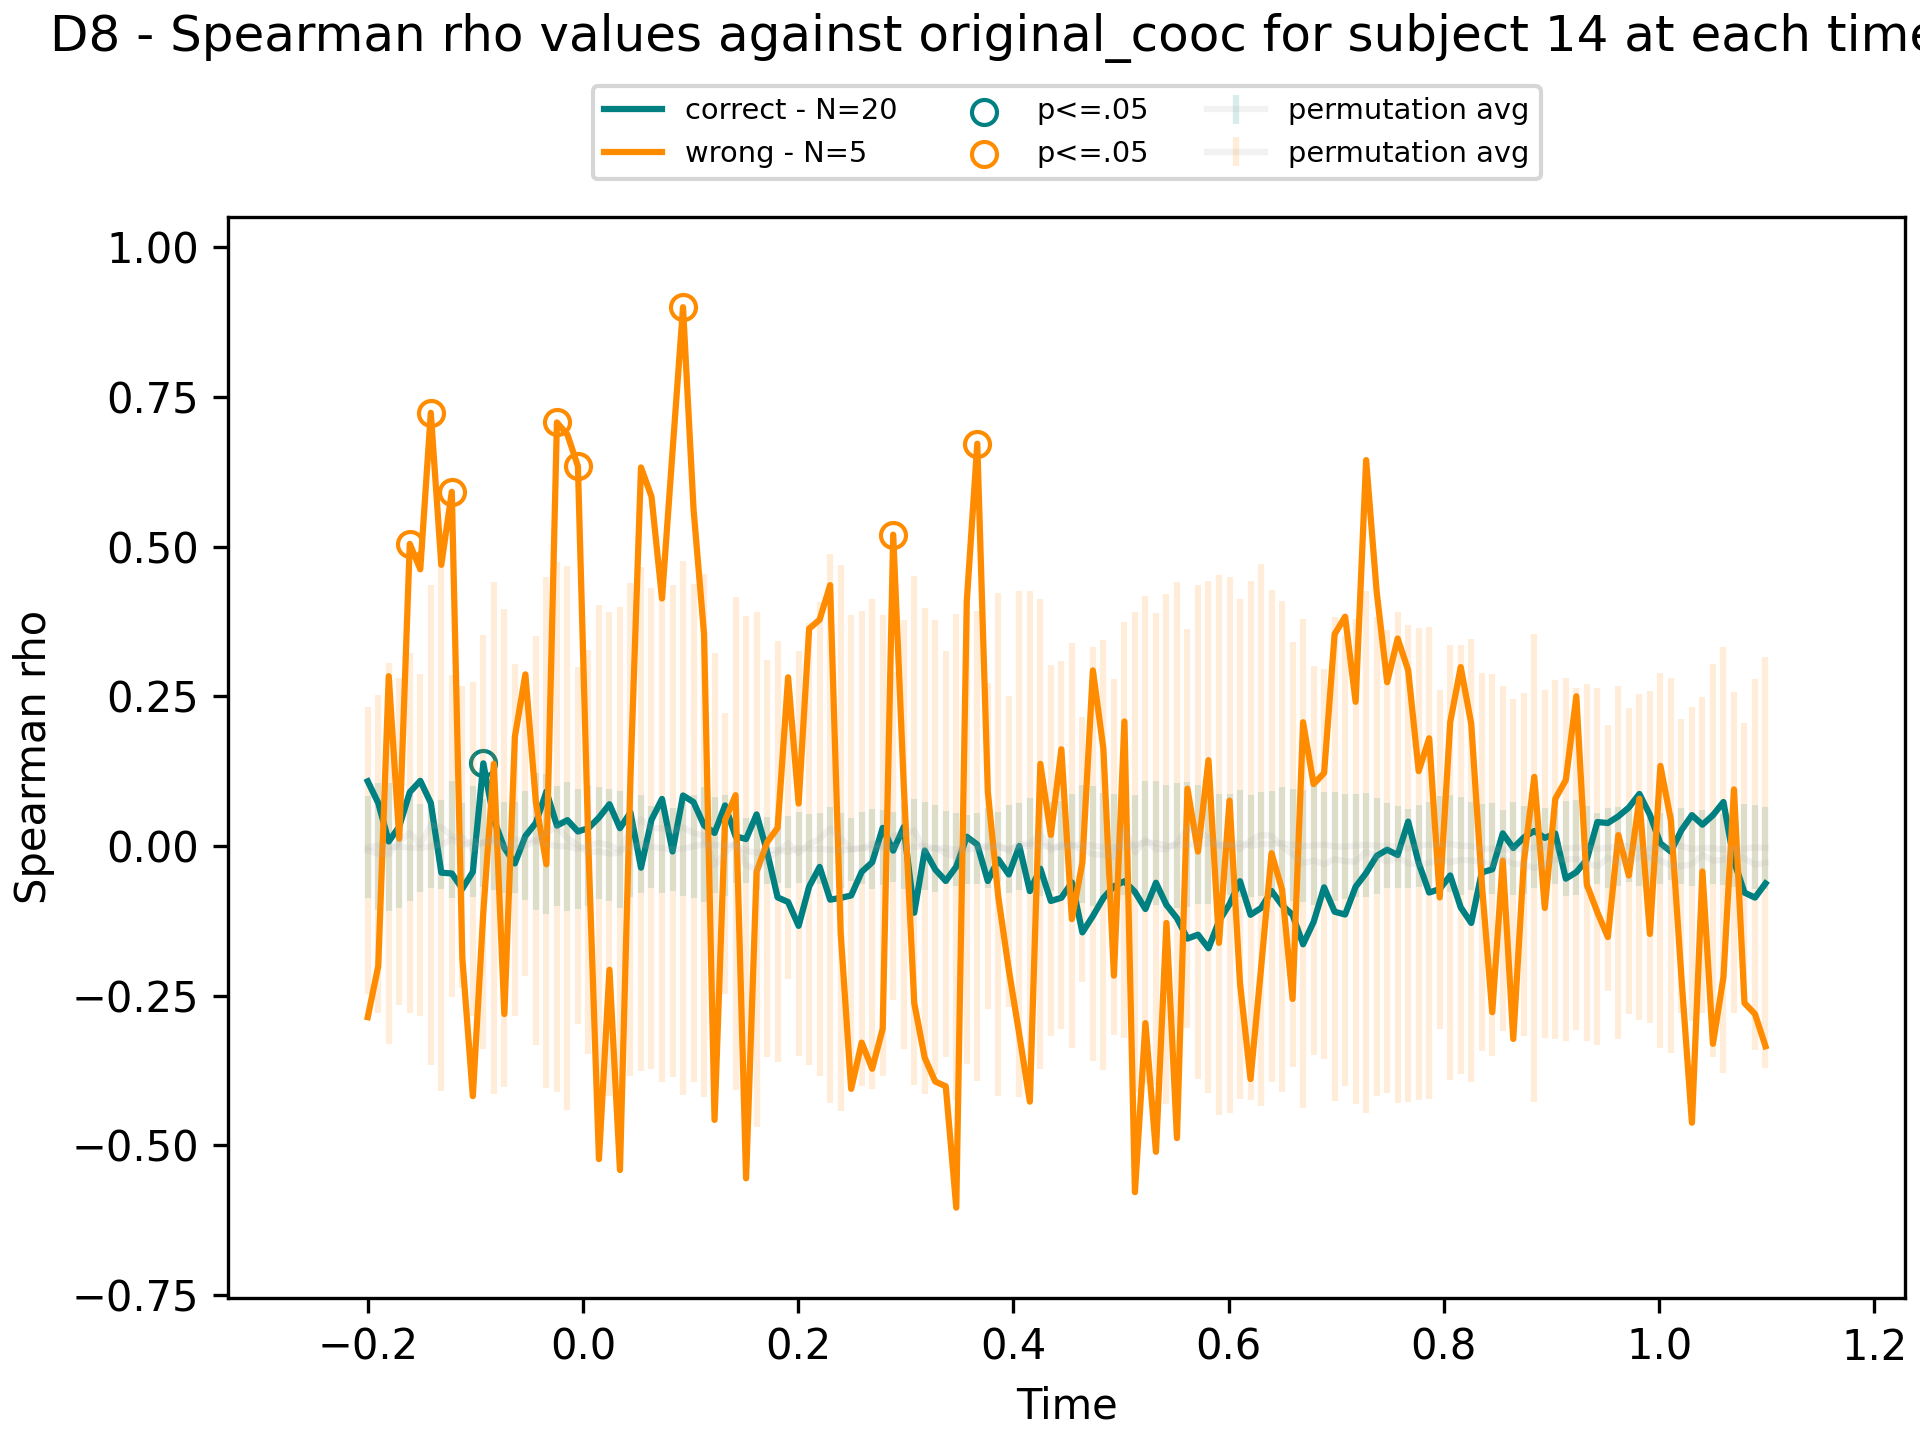 D8 - Spearman rho values against original_cooc for subject 14 at each time
correct - N=20 p<=.05 permutation avg
wrong - N=5 p<=.05 permutation avg
1.00
0.75
0.50
0.25
0.00
−0.25
−0.50
−0.75
Spearman rho
−0.2 0.0 0.2 0.4 0.6 0.8 1.0 1.2
Time